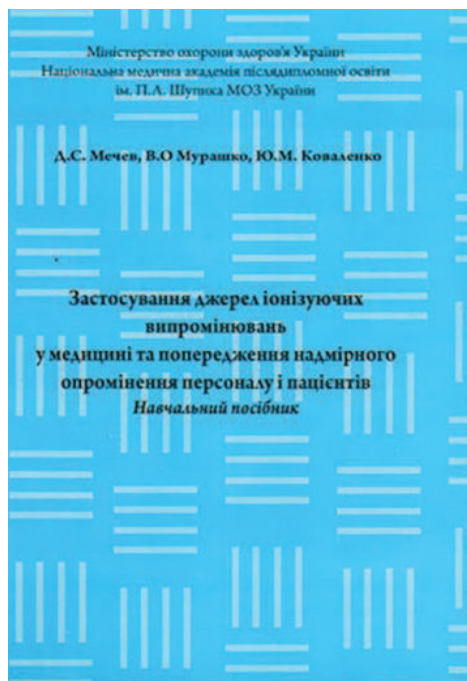 Міністерство охорони здоров'я України
Національна медична академія післядипломної освіти
ім. П.Л. Шупика МОЗ України
Д.С. Мечев, В.О Мурашко, Ю.М. Коваленко
Застосування джерел іонізуючих
випромінювань
у медицині та попередження надмірного
опромінення персоналу і пацієнтів
Навчальний посібник